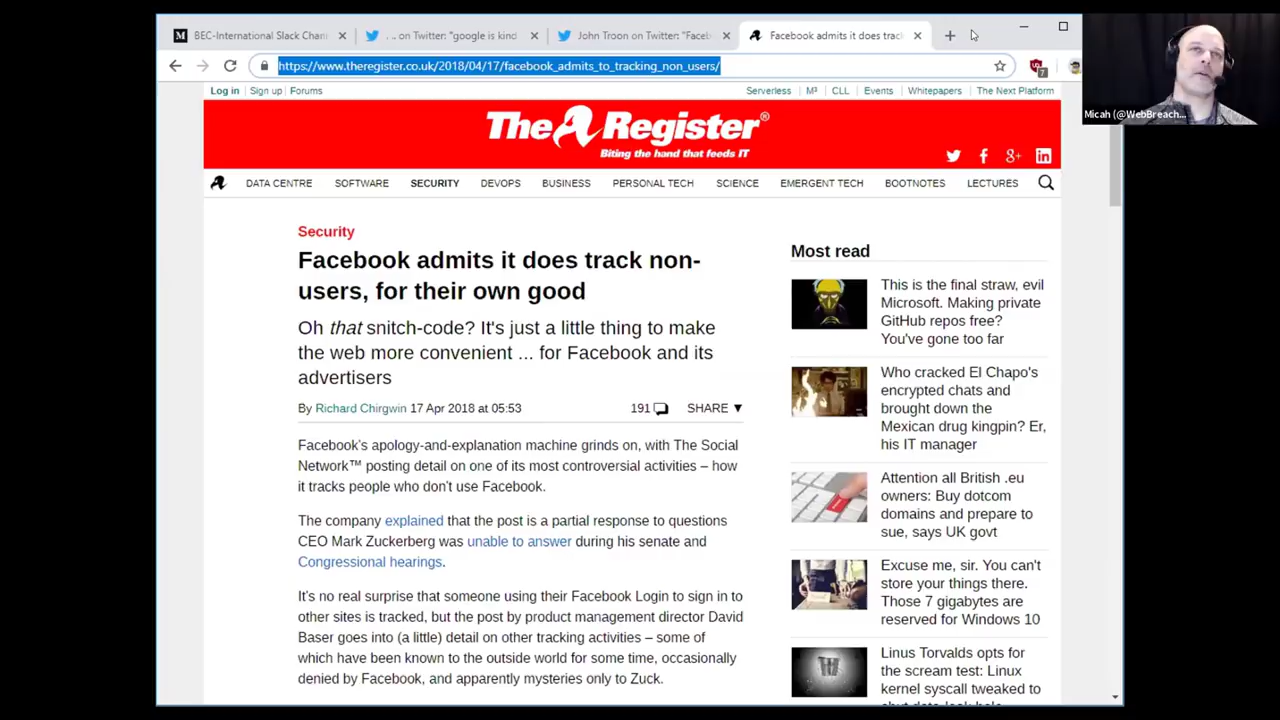 BEC-International Slack Chann
... on Twitter: "google is kind
John Troon on Twitter: "Faceb
Facebook admits it does track
https://www.theregister.co.uk/2018/04/17/facebook_admits_to_tracking_non_users/
7
Log in | Sign up | Forums
Serverless | M³ | CLL | Events | Whitepapers | The Next Platform
The Register®
Biting the hand that feeds IT
DATA CENTRE SOFTWARE SECURITY DEVOPS BUSINESS PERSONAL TECH SCIENCE EMERGENT TECH BOOTNOTES LECTURES
Security
Facebook admits it does track non-
users, for their own good
Oh that snitch-code? It's just a little thing to make
the web more convenient ... for Facebook and its
advertisers
By Richard Chirgwin 17 Apr 2018 at 05:53
191 SHARE ▼
Facebook's apology-and-explanation machine grinds on, with The Social
Network™ posting detail on one of its most controversial activities – how
it tracks people who don't use Facebook.
The company explained that the post is a partial response to questions
CEO Mark Zuckerberg was unable to answer during his senate and
Congressional hearings.
It's no real surprise that someone using their Facebook Login to sign in to
other sites is tracked, but the post by product management director David
Baser goes into (a little) detail on other tracking activities – some of
which have been known to the outside world for some time, occasionally
denied by Facebook, and apparently mysteries only to Zuck.
Most read
This is the final straw, evil
Microsoft. Making private
GitHub repos free?
You've gone too far
Who cracked El Chapo's
encrypted chats and
brought down the
Mexican drug kingpin? Er,
his IT manager
Attention all British .eu
owners: Buy dotcom
domains and prepare to
sue, says UK govt
Excuse me, sir. You can't
store your things there.
Those 7 gigabytes are
reserved for Windows 10
Linus Torvalds opts for
the scream test: Linux
kernel syscall tweaked to
Micah (@WebBreach...